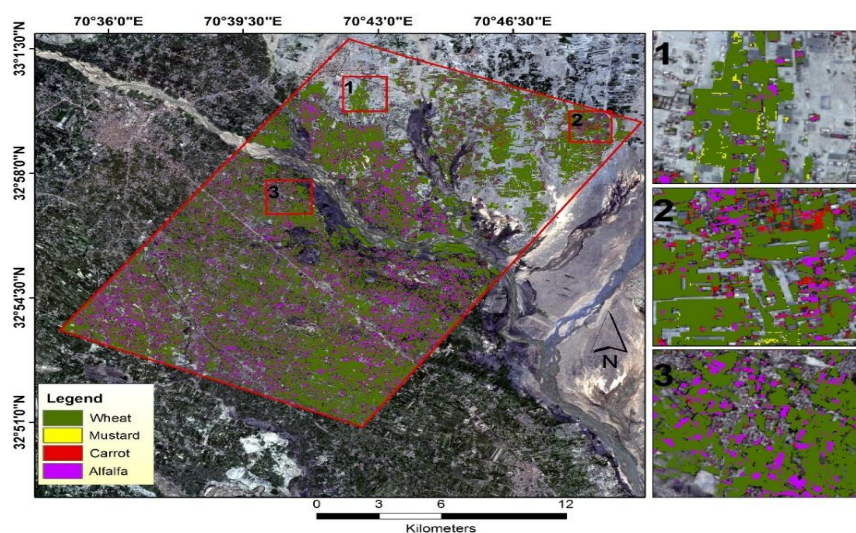 70°36'0"E 70°39'30"E 70°43'0"E 70°46'30"E
33°1'30"N
32°58'0"N
32°54'30"N
32°51'0"N
1
2
3
N
Legend
Wheat
Mustard
Carrot
Alfalfa
0 3 6 12
Kilometers
1
2
3